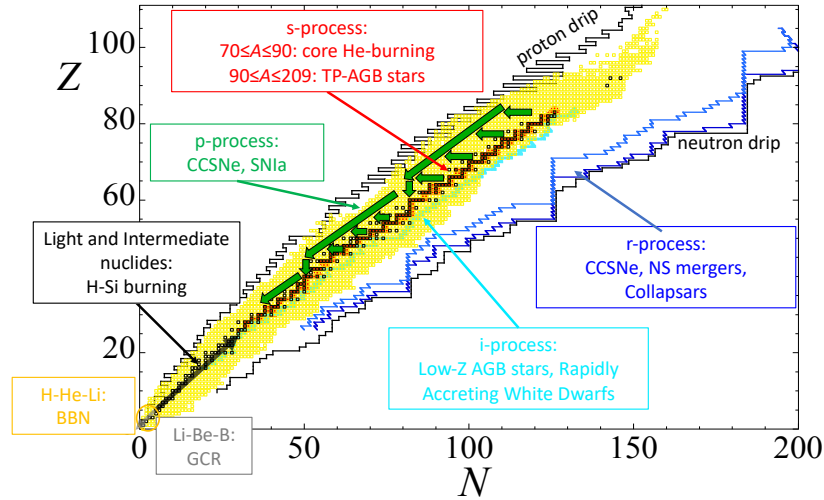 s-process:
70≤A≤90: core He-burning
90≤A≤209: TP-AGB stars
proton drip
100
Z
80
p-process:
CCSNe, SNIa
neutron drip
60
Light and Intermediate
nuclides:
H-Si burning
r-process:
CCSNe, NS mergers,
Collapsars
40
i-process:
Low-Z AGB stars, Rapidly
Accreting White Dwarfs
20
H-He-Li:
BBN
Li-Be-B:
GCR
0 50 100 150 200
N